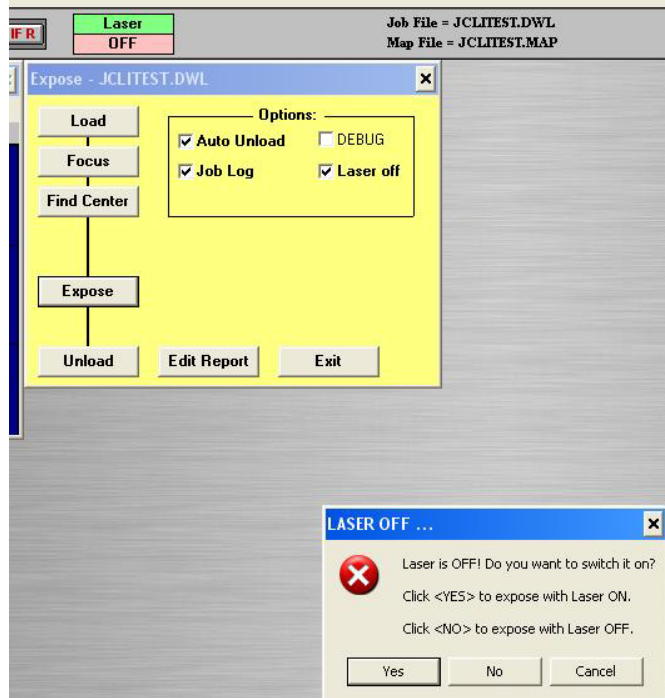 IF R
Laser
OFF
Job File = JCLITEST.DWL
Map File = JCLITEST.MAP
Expose - JCLITEST.DWL
Load
Focus
Find Center
Expose
Unload
Edit Report
Exit
Options:
Auto Unload
DEBUG
Job Log
Laser off
LASER OFF ...
Laser is OFF! Do you want to switch it on?
Click <YES> to expose with Laser ON.
Click <NO> to expose with Laser OFF.
Yes
No
Cancel